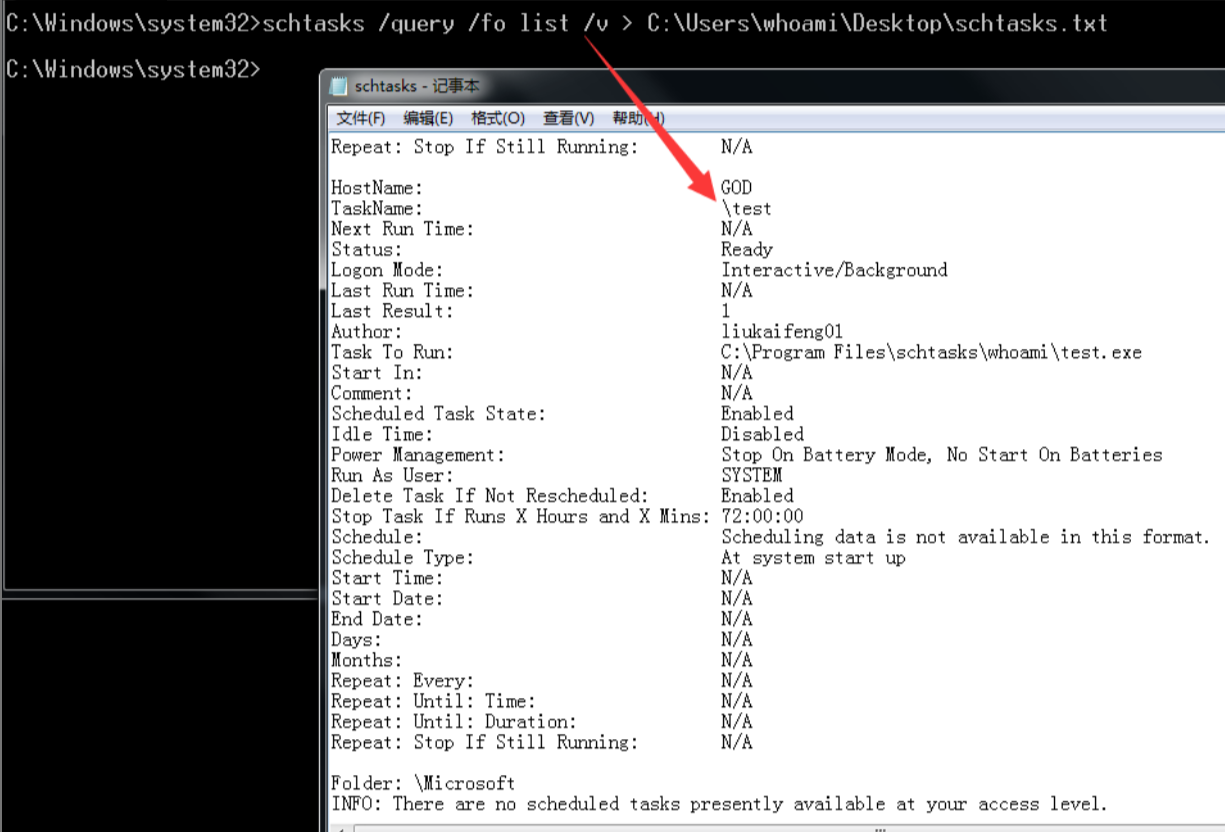 C:\Windows\system32>schtasks /query /fo list /v > C:\Users\whoami\Desktop\schtasks.txt
C:\Windows\system32>
schtasks - 记事本
文件(F) 编辑(E) 格式(O) 查看(V) 帮助(H)
Repeat: Stop If Still Running: N/A
HostName: GOD
TaskName: \test
Next Run Time: N/A
Status: Ready
Logon Mode: Interactive/Background
Last Run Time: N/A
Last Result: 1
Author: liukaifeng01
Task To Run: C:\Program Files\schtasks\whoami\test.exe
Start In: N/A
Comment: N/A
Scheduled Task State: Enabled
Idle Time: Disabled
Power Management: Stop On Battery Mode, No Start On Batteries
Run As User: SYSTEM
Delete Task If Not Rescheduled: Enabled
Stop Task If Runs X Hours and X Mins: 72:00:00
Schedule: Scheduling data is not available in this format.
Schedule Type: At system start up
Start Time: N/A
Start Date: N/A
End Date: N/A
Days: N/A
Months: N/A
Repeat: Every: N/A
Repeat: Until: Time: N/A
Repeat: Until: Duration: N/A
Repeat: Stop If Still Running: N/A
Folder: \Microsoft
INFO: There are no scheduled tasks presently available at your access level.